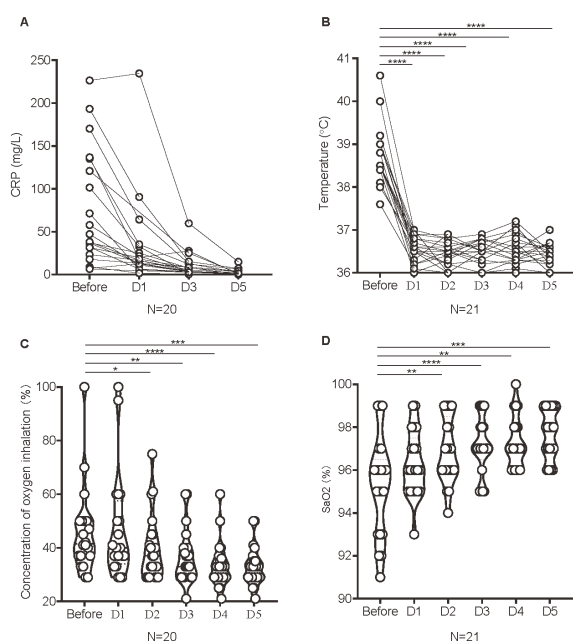 A
CRP (mg/L)
250
200
150
100
50
0
Before D1 D3 D5
N=20
B
****
****
****
****
****
Temperature (°C)
41
40
39
38
37
36
Before D1 D2 D3 D4 D5
N=21
C
***
****
**
*
Concentration of oxygen inhalation (%)
100
80
60
40
20
Before D1 D2 D3 D4 D5
N=20
D
***
**
****
**
SaO2 (%)
100
98
96
94
92
90
Before D1 D2 D3 D4 D5
N=21